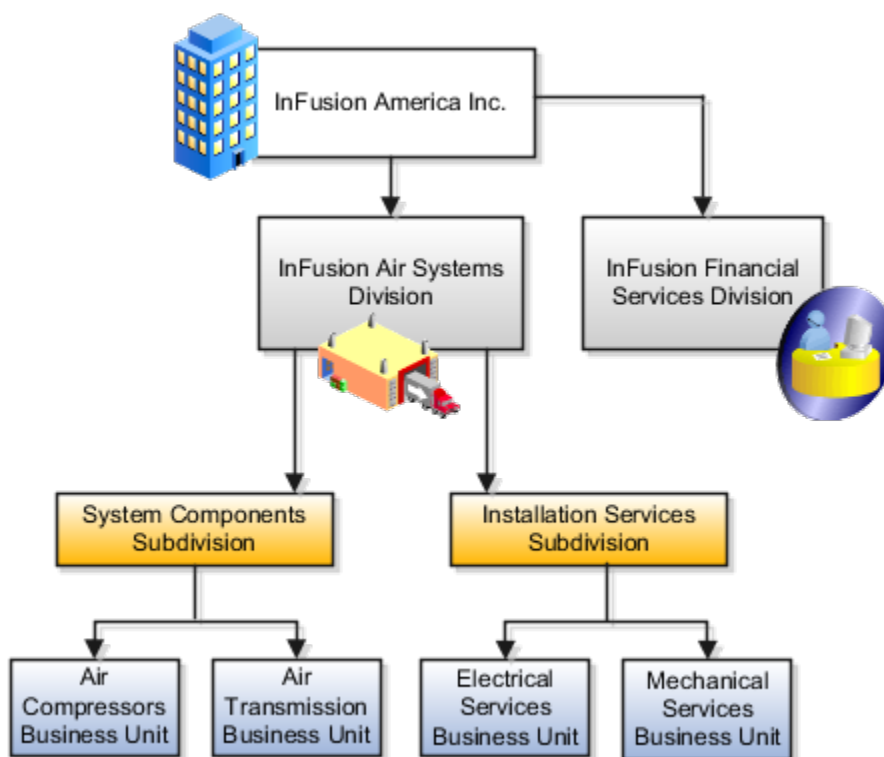 InFusion America Inc.
InFusion Air Systems
Division
InFusion Financial
Services Division
System Components
Subdivision
Installation Services
Subdivision
Air
Compressors
Business Unit
Air
Transmission
Business Unit
Electrical
Services
Business Unit
Mechanical
Services
Business Unit